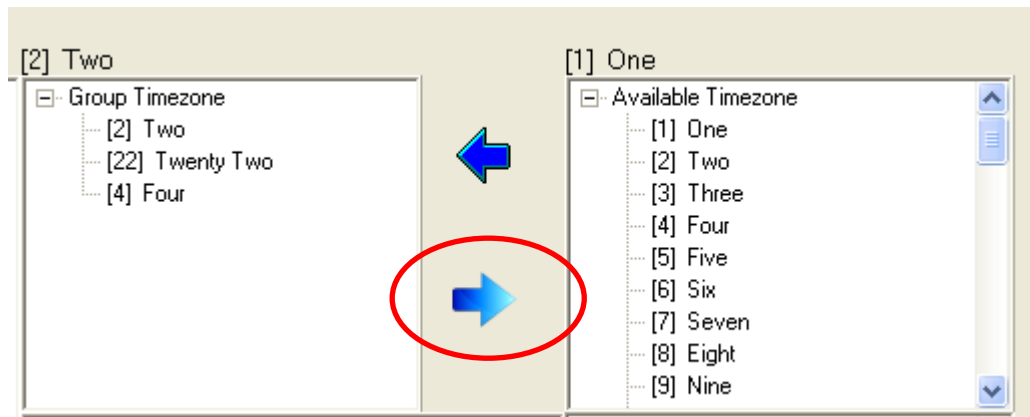 [2] Two
Group Timezone
[2] Two
[22] Twenty Two
[4] Four
[1] One
Available Timezone
[1] One
[2] Two
[3] Three
[4] Four
[5] Five
[6] Six
[7] Seven
[8] Eight
[9] Nine